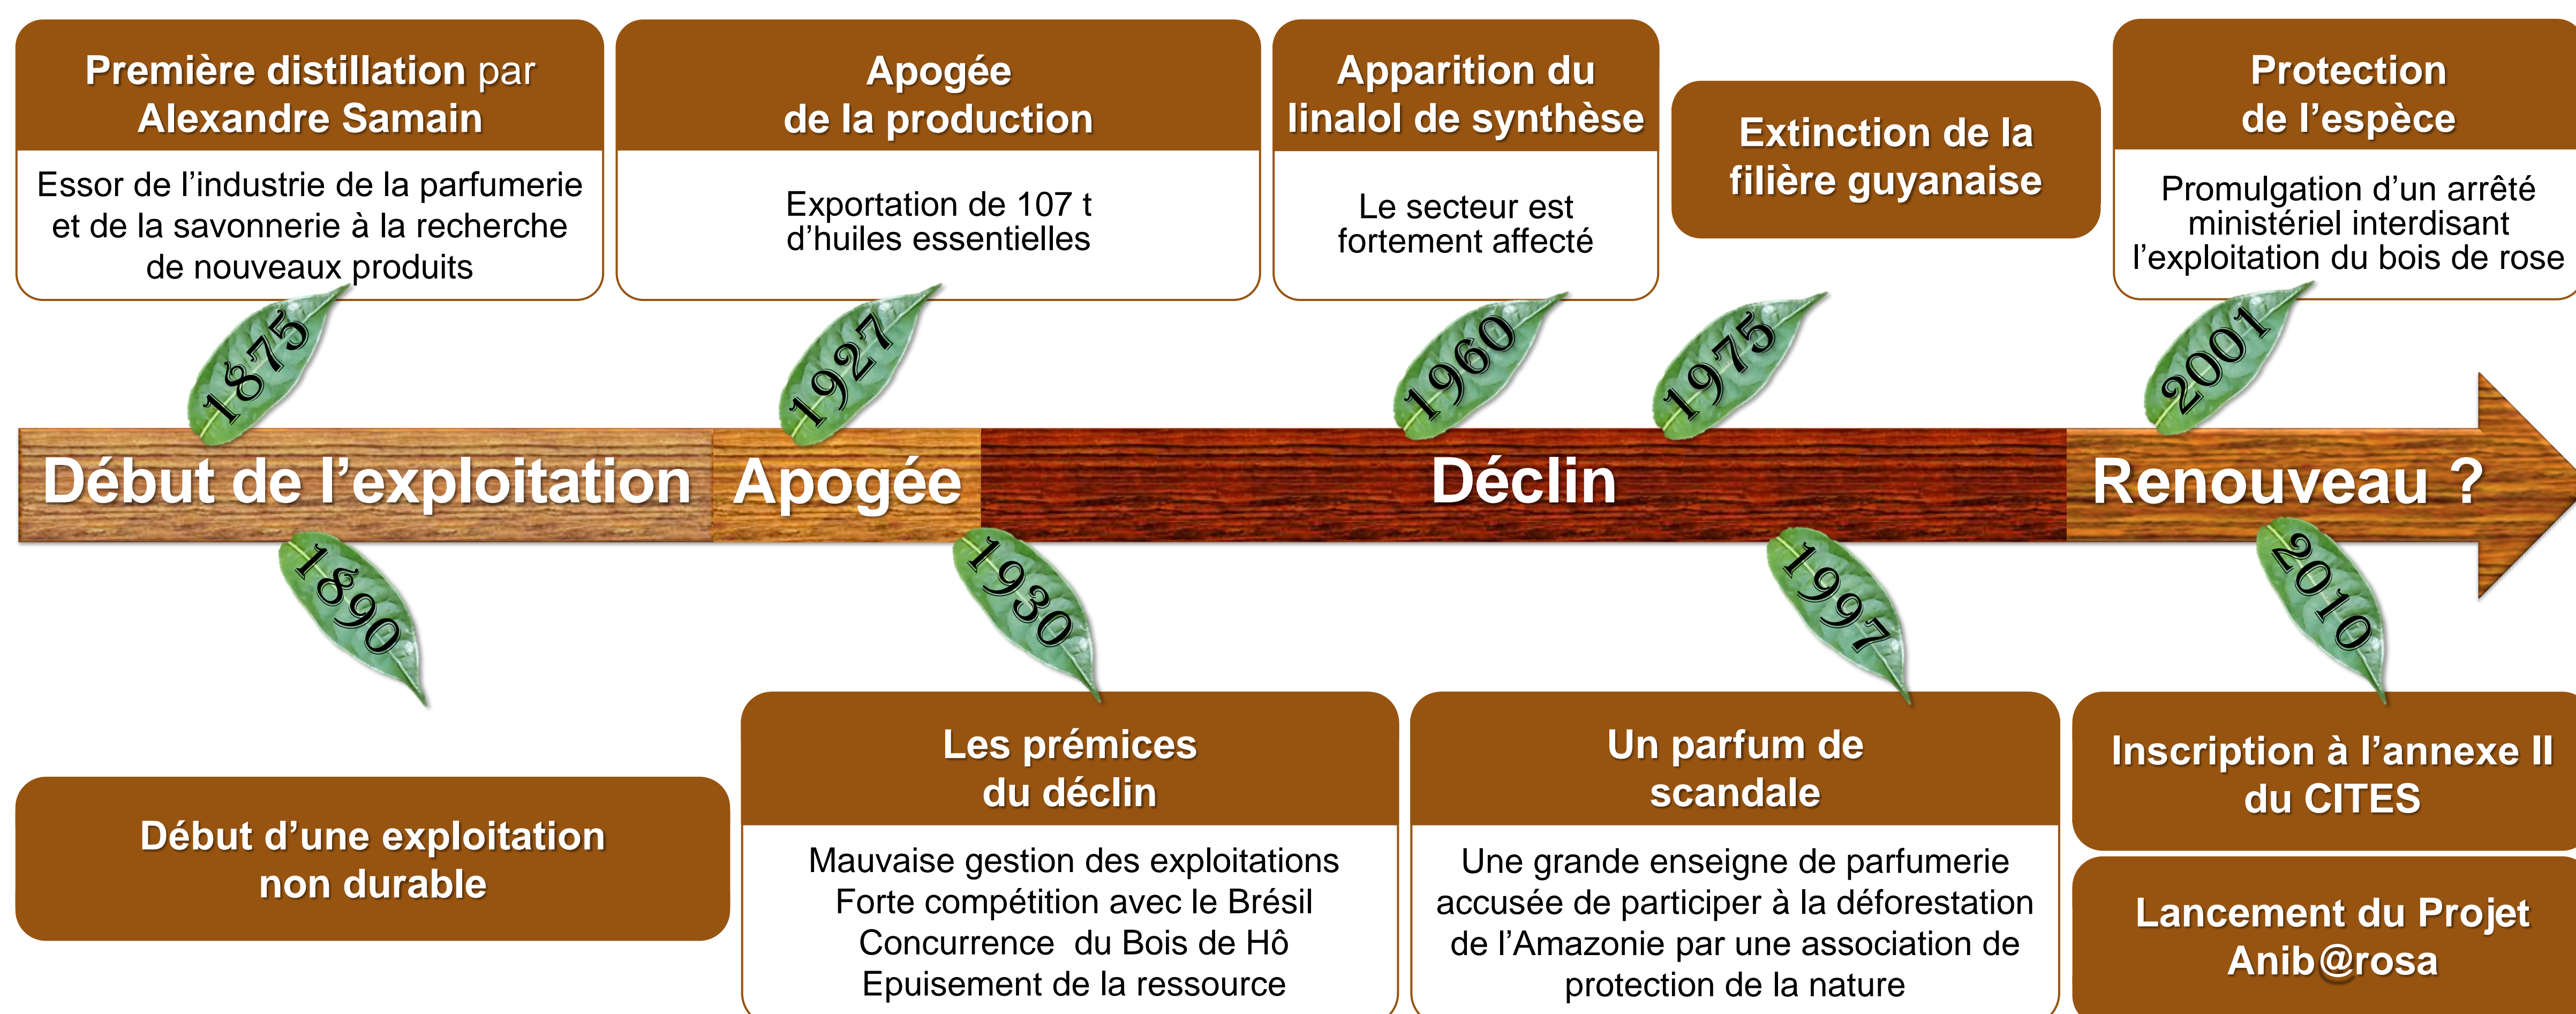 Première distillation par
Alexandre Samain
Essor de l’industrie de la parfumerie
et de la savonnerie à la recherche
de nouveaux produits
Apogée
de la production
Exportation de 107 t
d’huiles essentielles
Apparition du
linalol de synthèse
Le secteur est
fortement affecté
Extinction de la
filière guyanaise
Protection
de l’espèce
Promulgation d’un arrêté
ministériel interdisant
l’exploitation du bois de rose
1875
1927
1960
1975
2001
Début de l’exploitation
Apogée
Déclin
Renouveau ?
1890
1930
1997
2010
Début d’une exploitation
non durable
Les prémices
du déclin
Mauvaise gestion des exploitations
Forte compétition avec le Brésil
Concurrence  du Bois de Hô
Epuisement de la ressource
Un parfum de
scandale
Une grande enseigne de parfumerie
accusée de participer à la déforestation
de l’Amazonie par une association de
protection de la nature
Inscription à l’annexe II
du CITES
Lancement du Projet
Anib@rosa